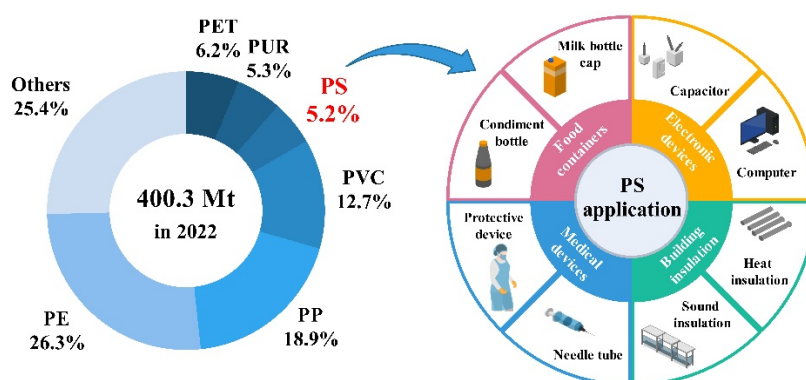 PET
6.2%
PUR
5.3%
PS
5.2%
PVC
12.7%
PP
18.9%
PE
26.3%
Others
25.4%
400.3 Mt
in 2022
Milk bottle
cap
Condiment
bottle
Food
containers
Capacitor
Computer
Electronic
devices
PS
application
Protective
device
Needle tube
Medical
devices
Heat
insulation
Sound
insulation
Building
insulation